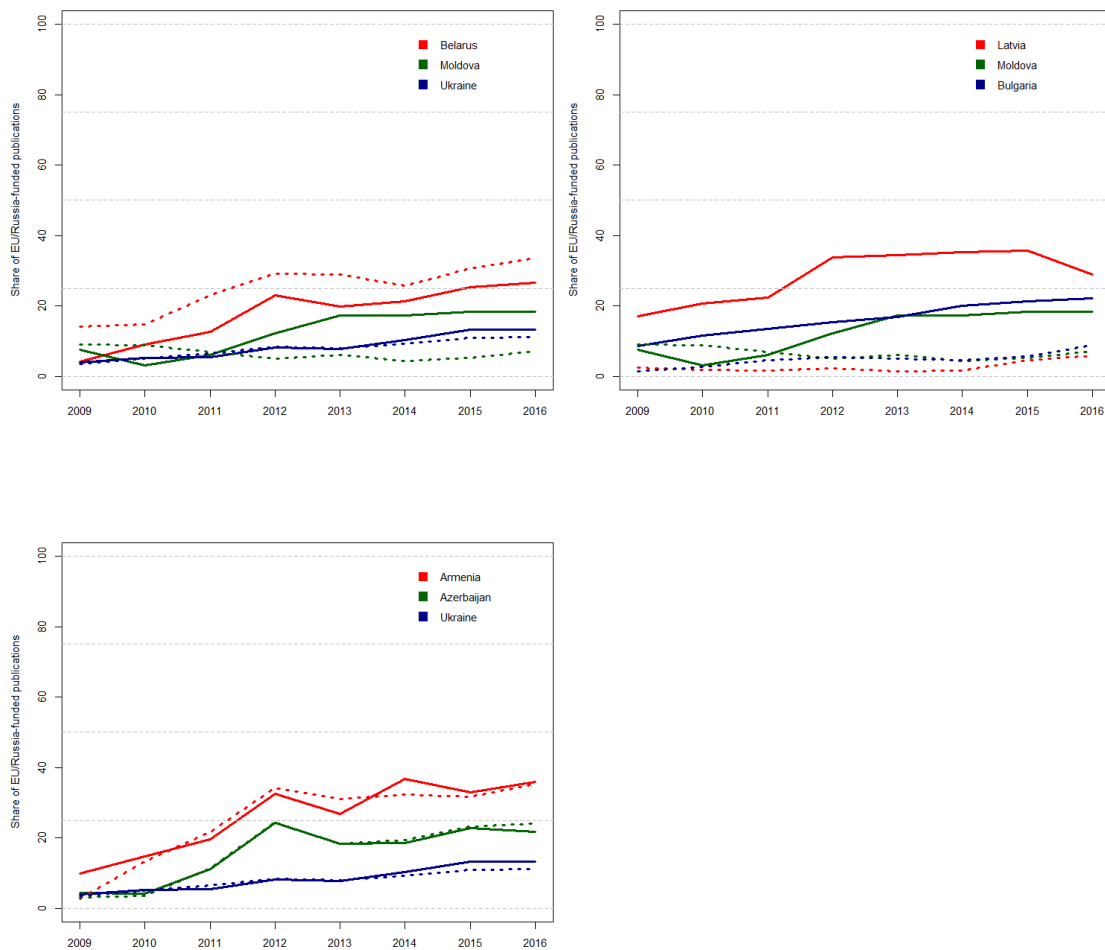 Share of EU/Russia-funded publications
100
80
60
40
20
0
Belarus
Moldova
Ukraine
2009 2010 2011 2012 2013 2014 2015 2016
Share of EU/Russia-funded publications
100
80
60
40
20
0
Latvia
Moldova
Bulgaria
2009 2010 2011 2012 2013 2014 2015 2016
Share of EU/Russia-funded publications
100
80
60
40
20
0
Armenia
Azerbaijan
Ukraine
2009 2010 2011 2012 2013 2014 2015 2016